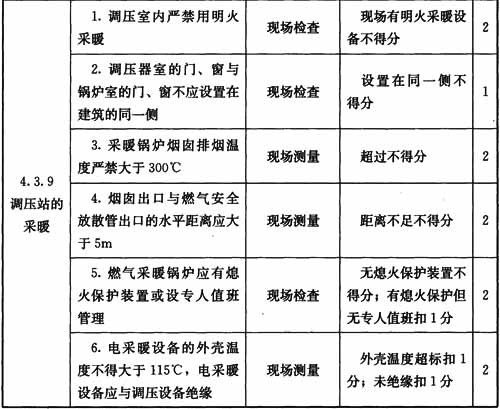 4.3.9
调压站的
采暖
1. 调压室内严禁用明火
采暖
现场检查
现场有明火采暖设
备不得分
2
2. 调压器室的门、窗与
锅炉室的门、窗不应设置在
建筑的同一侧
现场检查
设置在同一侧不
得分
1
3. 采暖锅炉烟囱排烟温
度严禁大于300℃
现场测量
超过不得分
2
4. 烟囱出口与燃气安全
放散管出口的水平距离应大
于5m
现场测量
距离不足不得分
2
5. 燃气采暖锅炉应有熄
火保护装置或设专人值班
管理
现场检查
无熄火保护装置不
得分；有熄火保护但
无专人值班扣1分
2
6. 电采暖设备的外壳温
度不得大于115℃，电采暖
设备应与调压设备绝缘
现场测量
外壳温度超标扣1
分；未绝缘扣1分
2